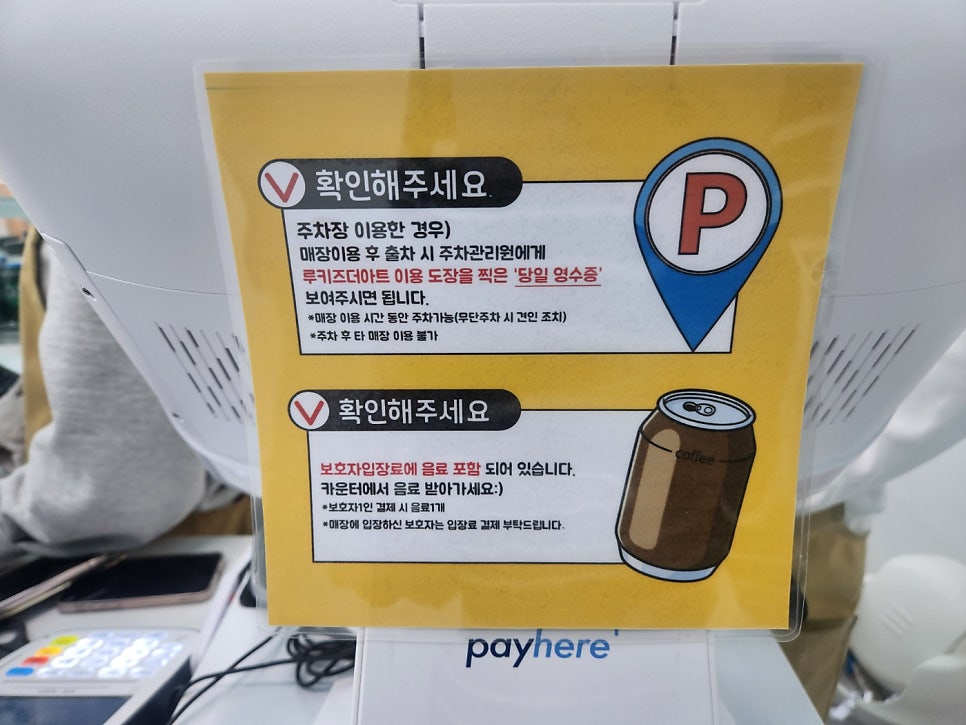 확인해주세요.
P
주차장 이용한 경우)
매장이용 후 출차 시 주차관리원에게
루키즈더아트 이용 도장을 찍은 '당일 영수증'
보여주시면 됩니다.
*매장 이용 시간 동안 주차가능(무단주차 시 견인 조치)
*주차 후 타 매장 이용 불가
확인해주세요
coffee
보호자입장료에 음료 포함 되어 있습니다.
카운터에서 음료 받아가세요:)
*보호자1인 결제 시 음료1개
*매장에 입장하신 보호자는 입장료 결제 부탁드립니다.
payhere